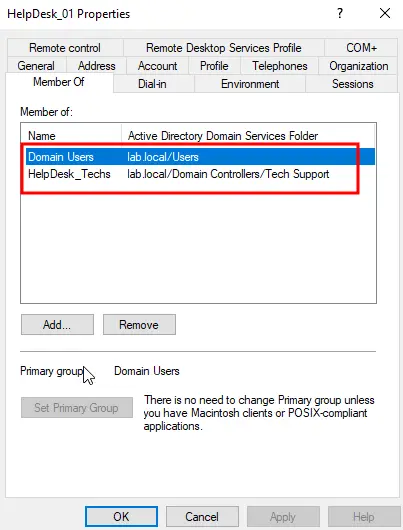 HelpDesk_01 Properties
?
Remote control Remote Desktop Services Profile COM+
General Address Account Profile Telephones Organization
Member Of Dial-in Environment Sessions
Member of:
Name Active Directory Domain Services Folder
Domain Users lab.local/Users
HelpDesk_Techs lab.local/Domain Controllers/Tech Support
Add... Remove
Primary group Domain Users
Set Primary Group
There is no need to change Primary group unless
you have Macintosh clients or POSIX-compliant
applications.
OK Cancel Apply Help